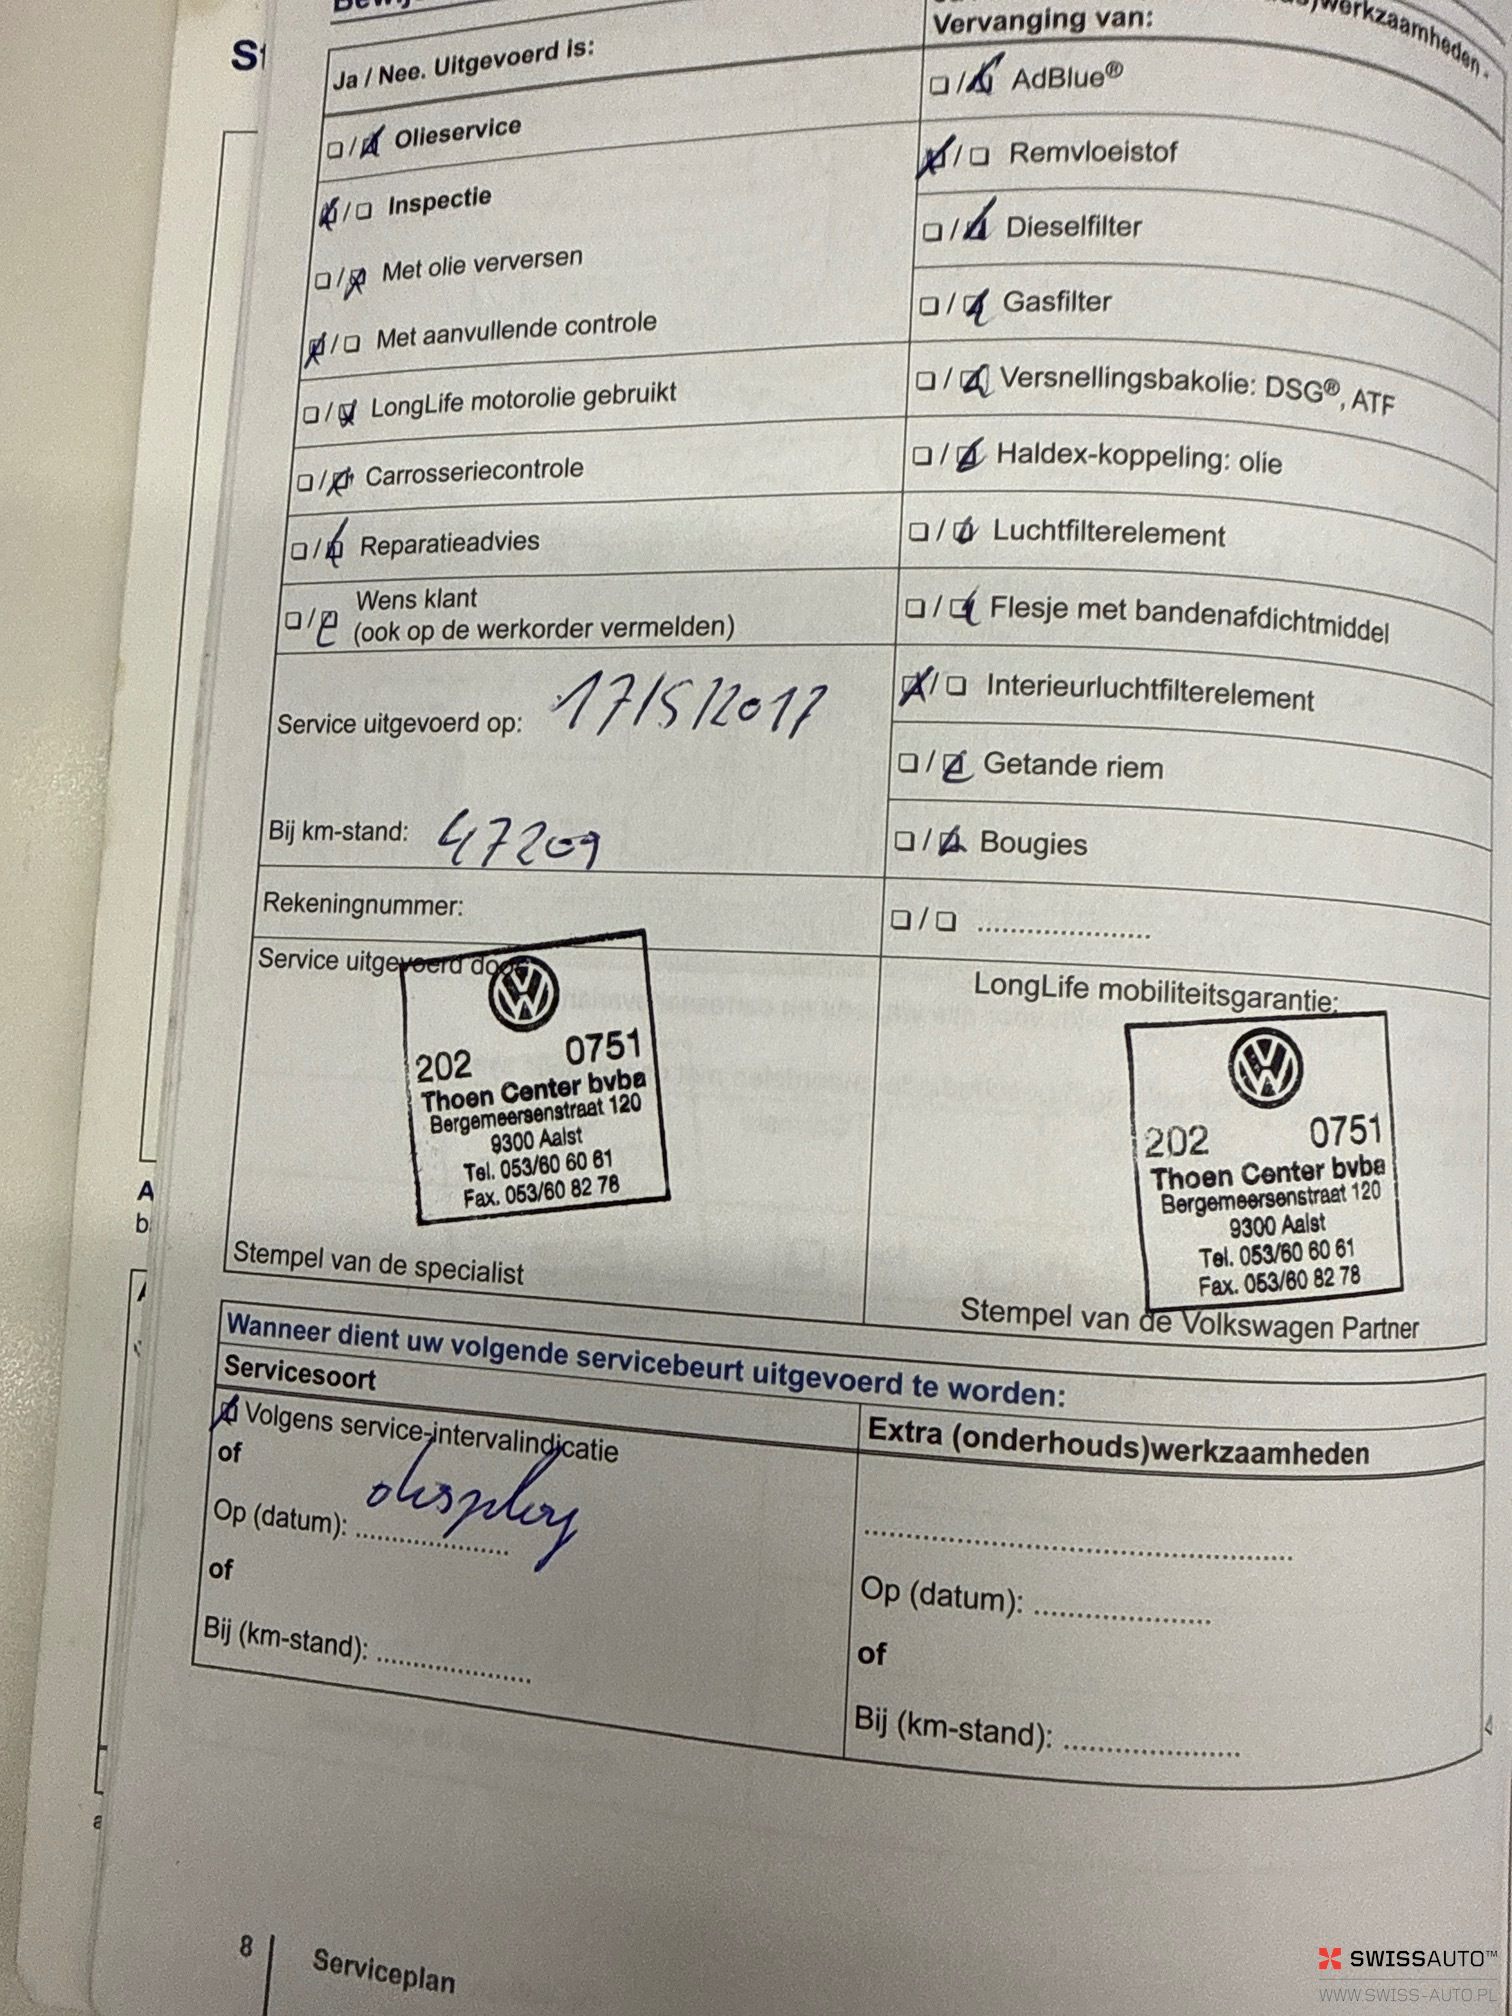 Ja / Nee. Uitgevoerd is:
☐/☒ Olieservice
☒/☐ Inspectie
☐/☒ Met olie verversen
☒/☐ Met aanvullende controle
☐/☒ LongLife motorolie gebruikt
☐/☒ Carrosseriecontrole
☐/☒ Reparatieadvies
☐/☒ Wens klant
(ook op de werkorder vermelden)
Service uitgevoerd op: 17/5/2017
Bij km-stand: 47209
Rekeningnummer:
Service uitgevoerd door:
202 0751
Thoen Center bvba
Bergemeersenstraat 120
9300 Aalst
Tel. 053/60 60 61
Fax. 053/60 82 78
Stempel van de specialist
werkzaamheden -
Vervanging van:
☐/☒ AdBlue®
☒/☐ Remvloeistof
☐/☒ Dieselfilter
☐/☒ Gasfilter
☐/☒ Versnellingsbakolie: DSG®, ATF
☐/☒ Haldex-koppeling: olie
☐/☒ Luchtfilterelement
☐/☒ Flesje met bandenafdichtmiddel
☒/☐ Interieurluchtfilterelement
☐/☒ Getande riem
☐/☒ Bougies
☐/☐ ......................
LongLife mobiliteitsgarantie:
202 0751
Thoen Center bvba
Bergemeersenstraat 120
9300 Aalst
Tel. 053/60 60 61
Fax. 053/60 82 78
Stempel van de Volkswagen Partner
Wanneer dient uw volgende servicebeurt uitgevoerd te worden:
Servicesoort
☒ Volgens service-intervalindicatie
of
display
Op (datum): ....................
of
Bij (km-stand): ....................
Extra (onderhouds)werkzaamheden
..........................................................
Op (datum): ........................
of
Bij (km-stand): ........................
8 Serviceplan
SWISSAUTO™
WWW.SWISS-AUTO.PL